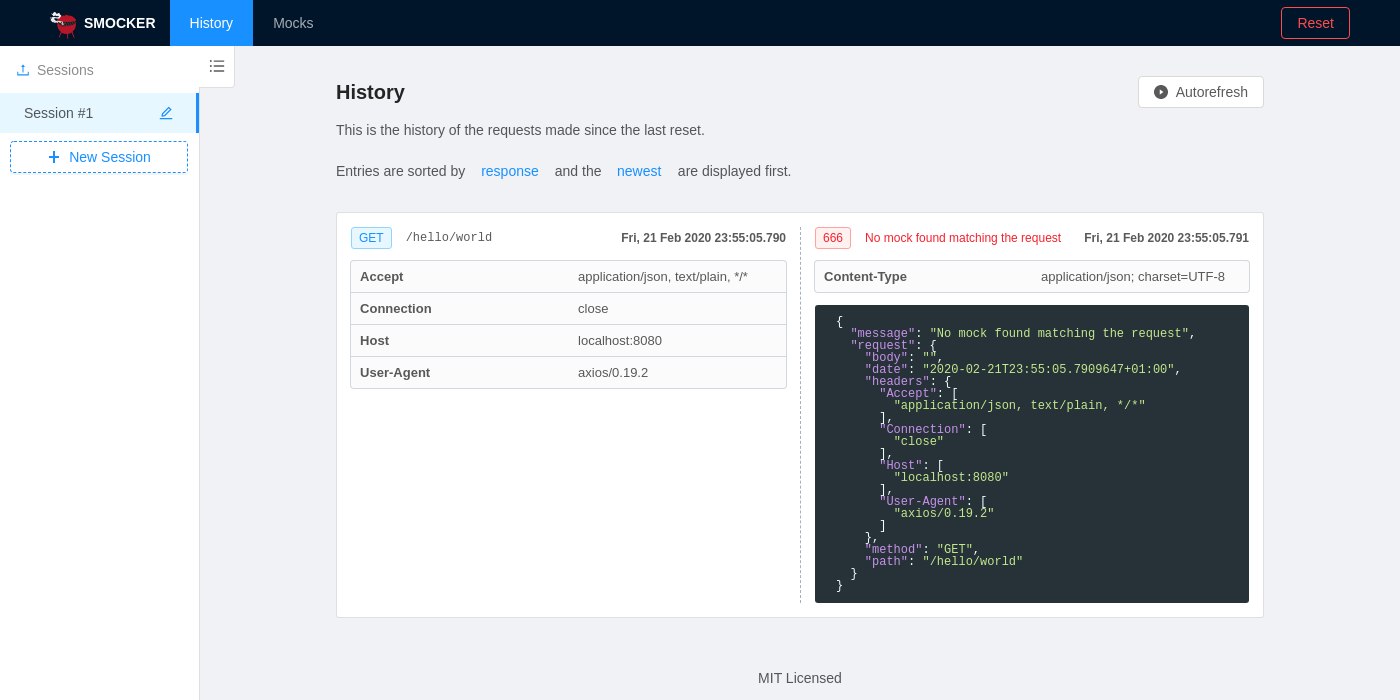 SMOCKER
History
Mocks
Reset
Sessions
Session #1
New Session
History
Autorefresh
This is the history of the requests made since the last reset.
Entries are sorted by response and the newest are displayed first.
GET /hello/world Fri, 21 Feb 2020 23:55:05.790
Accept application/json, text/plain, */*
Connection close
Host localhost:8080
User-Agent axios/0.19.2
666 No mock found matching the request Fri, 21 Feb 2020 23:55:05.791
Content-Type application/json; charset=UTF-8
{
  "message": "No mock found matching the request",
  "request": {
    "body": "",
    "date": "2020-02-21T23:55:05.7909647+01:00",
    "headers": {
      "Accept": [
        "application/json, text/plain, */*"
      ],
      "Connection": [
        "close"
      ],
      "Host": [
        "localhost:8080"
      ],
      "User-Agent": [
        "axios/0.19.2"
      ]
    },
    "method": "GET",
    "path": "/hello/world"
  }
}
MIT Licensed